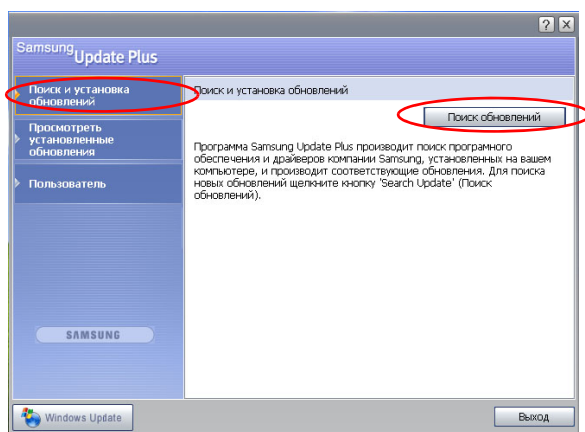 ? X
Samsung Update Plus
Поиск и установка
обновлений
Просмотреть
установленные
обновления
Пользователь
SAMSUNG
Windows Update
Поиск и установка обновлений
Поиск обновлений
Программа Samsung Update Plus производит поиск програмного
обеспечения и драйверов компании Samsung, установленных на вашем
компьютере, и производит соответствующие обновления. Для поиска
новых обновлений щелкните кнопку 'Search Update' (Поиск
обновлений).
Выход